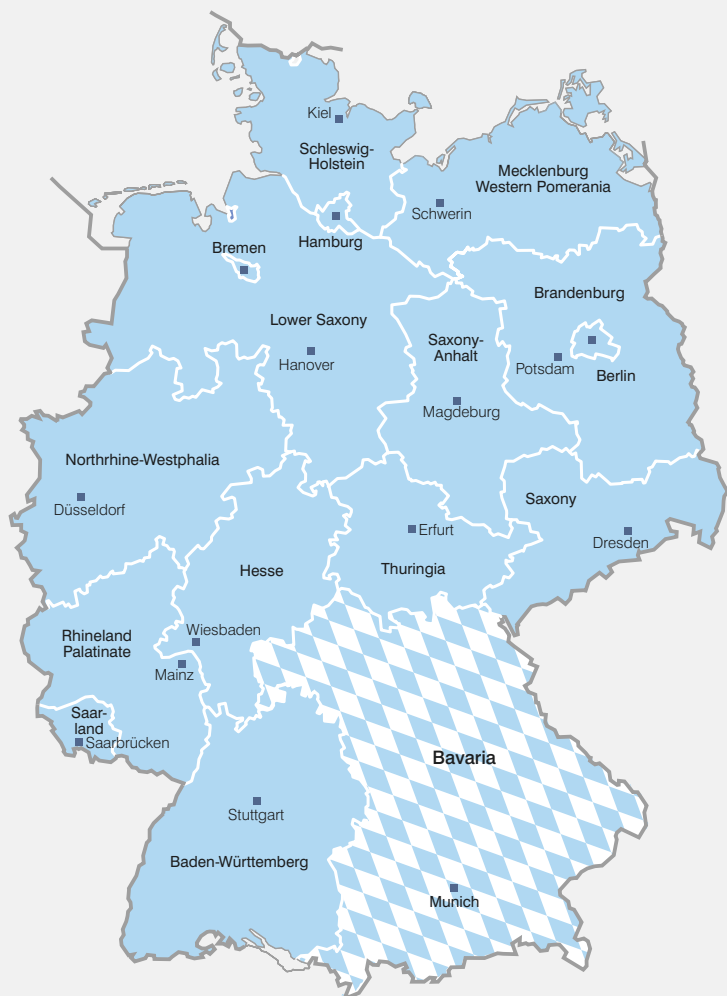 Kiel
Schleswig-
Holstein
Mecklenburg
Western Pomerania
Schwerin
Hamburg
Bremen
Brandenburg
Lower Saxony
Saxony-
Anhalt
Hanover
Potsdam
Berlin
Magdeburg
Northrhine-Westphalia
Düsseldorf
Saxony
Erfurt
Dresden
Hesse
Thuringia
Wiesbaden
Rhineland
Palatinate
Mainz
Saar-
land
Saarbrücken
Bavaria
Stuttgart
Baden-Württemberg
Munich